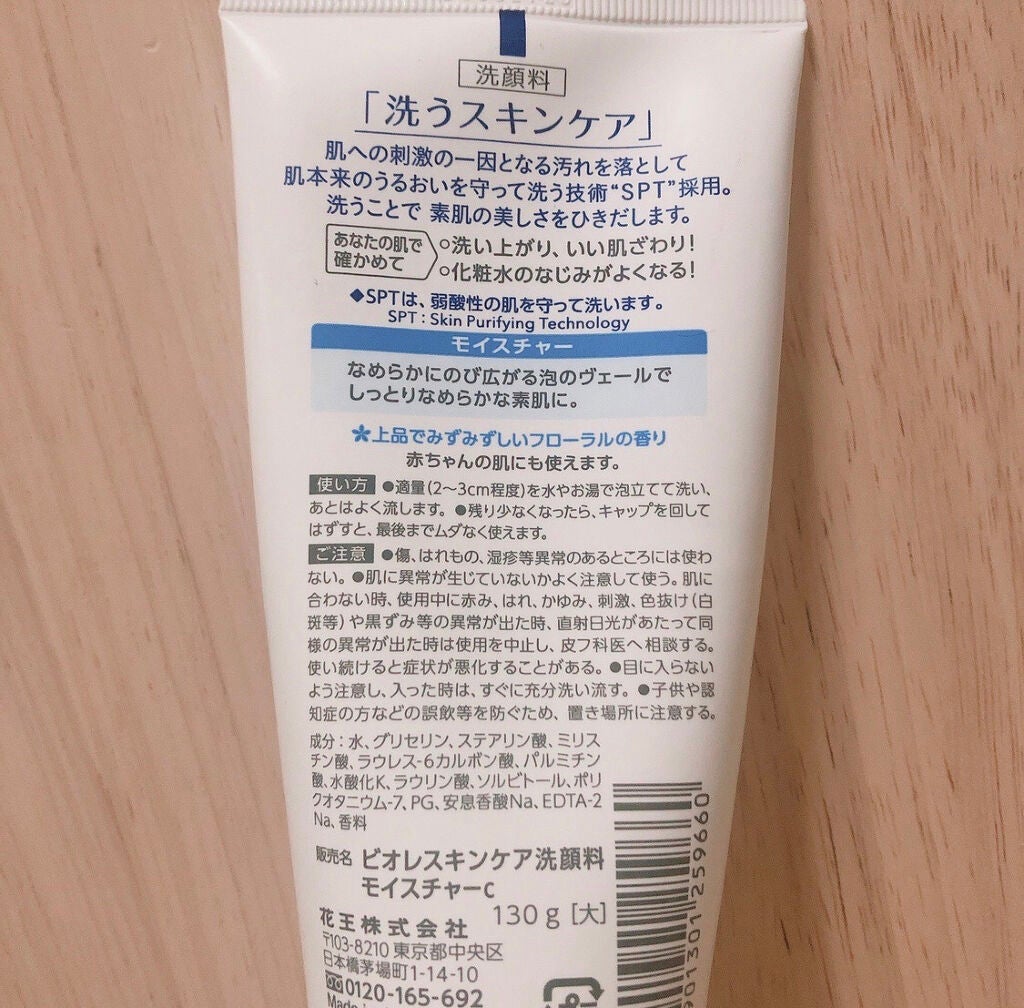 洗顔料
「洗うスキンケア」
肌への刺激の一因となる汚れを落として
肌本来のうるおいを守って洗う技術“SPT”採用。
洗うことで 素肌の美しさをひきだします。
あなたの肌で
確かめて
○洗い上がり、いい肌ざわり!
○化粧水のなじみがよくなる!
◆SPTは、弱酸性の肌を守って洗います。
SPT：Skin Purifying Technology
モイスチャー
なめらかにのび広がる泡のヴェールで
しっとりなめらかな素肌に。
上品でみずみずしいフローラルの香り
赤ちゃんの肌にも使えます。
使い方 ●適量(2〜3cm程度)を水やお湯で泡立てて洗い、
あとはよく流します。 ●残り少なくなったら、キャップを回して
はずすと、最後までムダなく使えます。
ご注意 ●傷、はれもの、湿疹等異常のあるところには使わ
ない。●肌に異常が生じていないかよく注意して使う。肌に
合わない時、使用中に赤み、はれ、かゆみ、刺激、色抜け(白
斑等)や黒ずみ等の異常が出た時、直射日光があたって同
様の異常が出た時は使用を中止し、皮フ科医へ相談する。
使い続けると症状が悪化することがある。●目に入らない
よう注意し、入った時は、すぐに充分洗い流す。●子供や認
知症の方などの誤飲等を防ぐため、置き場所に注意する。
成分：水、グリセリン、ステアリン酸、ミリス
チン酸、ラウレス-6カルボン酸、パルミチン
酸、水酸化K、ラウリン酸、ソルビトール、ポリ
クオタニウム-7、PG、安息香酸Na、EDTA-2
Na、香料
販売名 ビオレスキンケア洗顔料
モイスチャーc
130g [大]
花王株式会社
〒103-8210 東京都中央区
日本橋茅場町1-14-10
0120-165-692
Made
901301 259660